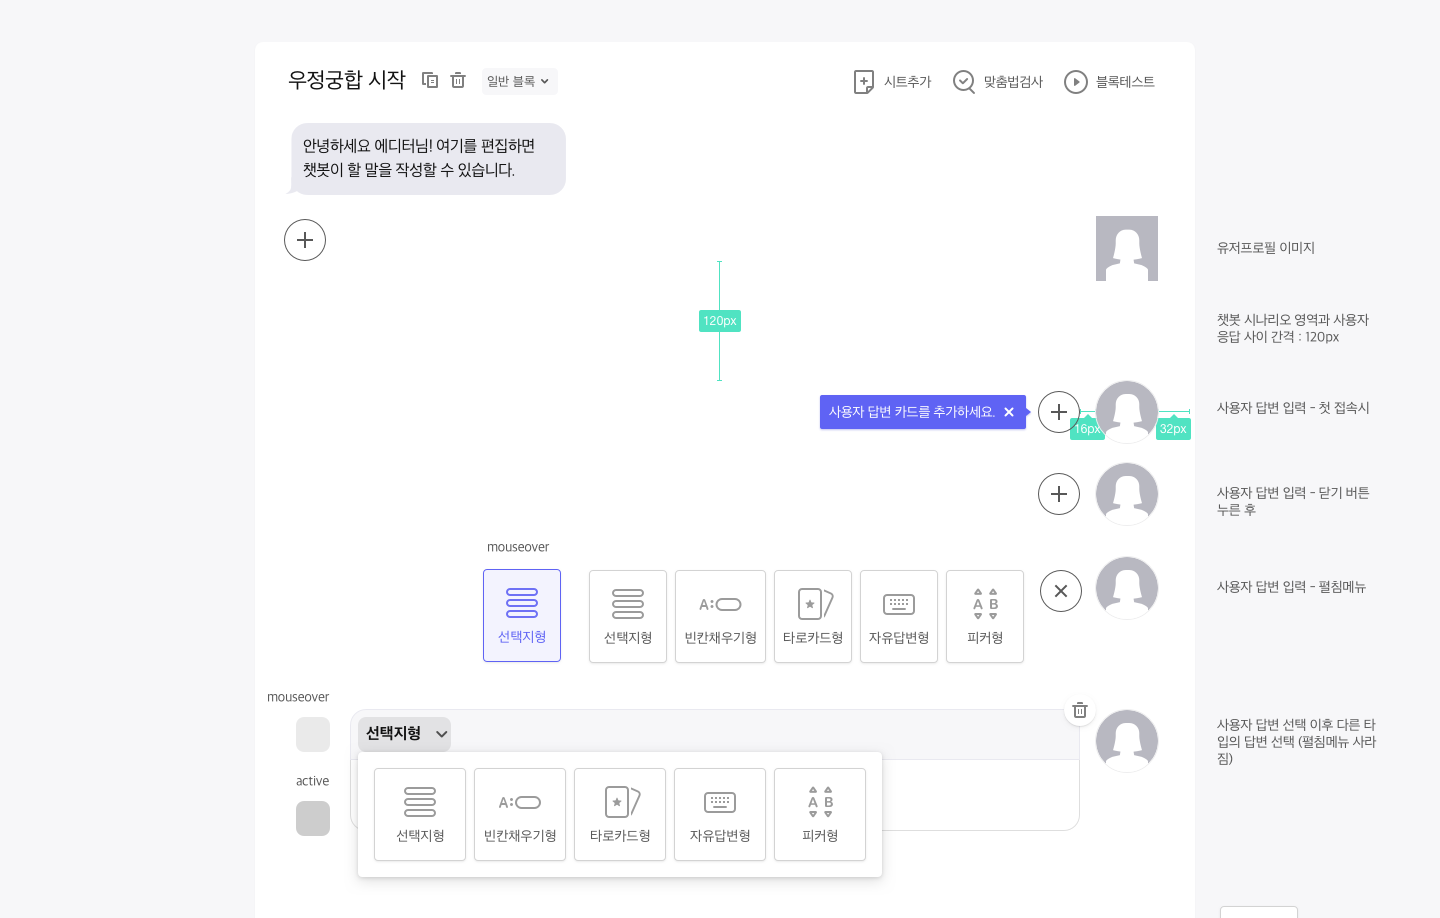 우정궁합 시작
일반 블록
시트추가
맞춤법검사
블록테스트
안녕하세요 에디터님! 여기를 편집하면
챗봇이 할 말을 작성할 수 있습니다.
유저프로필 이미지
120px
챗봇 시나리오 영역과 사용자
응답 사이 간격 : 120px
사용자 답변 카드를 추가하세요.
16px
32px
사용자 답변 입력 - 첫 접속시
사용자 답변 입력 - 닫기 버튼
누른 후
mouseover
선택지형
선택지형
A:
빈칸채우기형
타로카드형
자유답변형
A B
피커형
사용자 답변 입력 - 펼침메뉴
mouseover
active
선택지형
선택지형
A:
빈칸채우기형
타로카드형
자유답변형
A B
피커형
사용자 답변 선택 이후 다른 타
입의 답변 선택 (펼침메뉴 사라
짐)